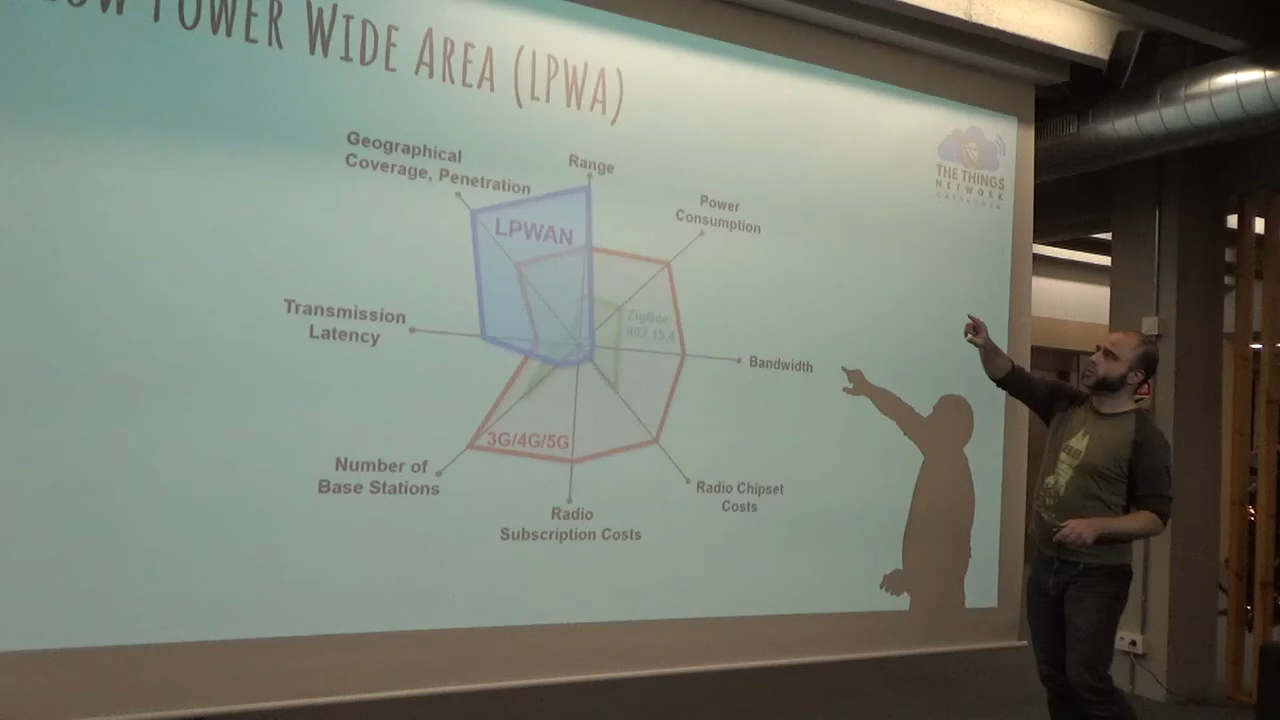 LOW POWER WIDE AREA (LPWA)
Geographical
Coverage, Penetration
Range
Power
Consumption
THE THINGS
NETWORK
CATALUNYA
LPWAN
Transmission
Latency
ZigBee
802.15.4
Bandwidth
3G/4G/5G
Number of
Base Stations
Radio Chipset
Costs
Radio
Subscription Costs